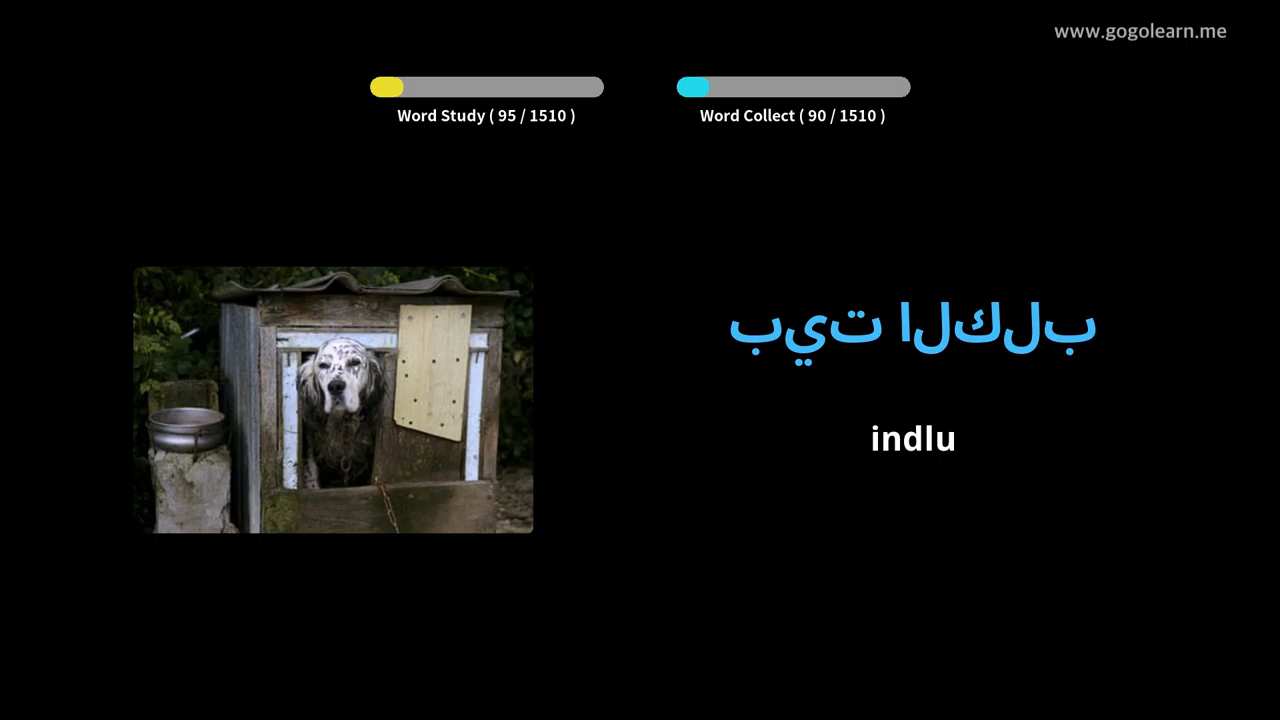 www.gogolearn.me
Word Study ( 95 / 1510 )
Word Collect ( 90 / 1510 )
بيت الكلب
indlu